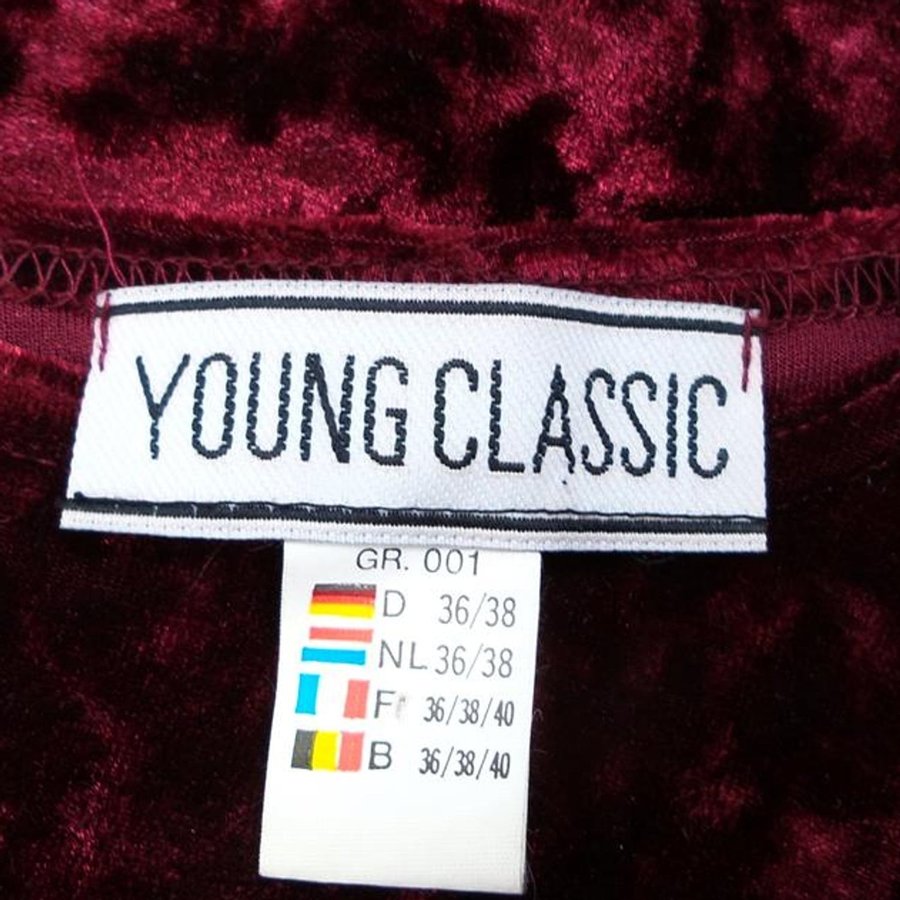 YOUNG CLASSIC
GR. 001
D 36/38
NL 36/38
F 36/38/40
B 36/38/40